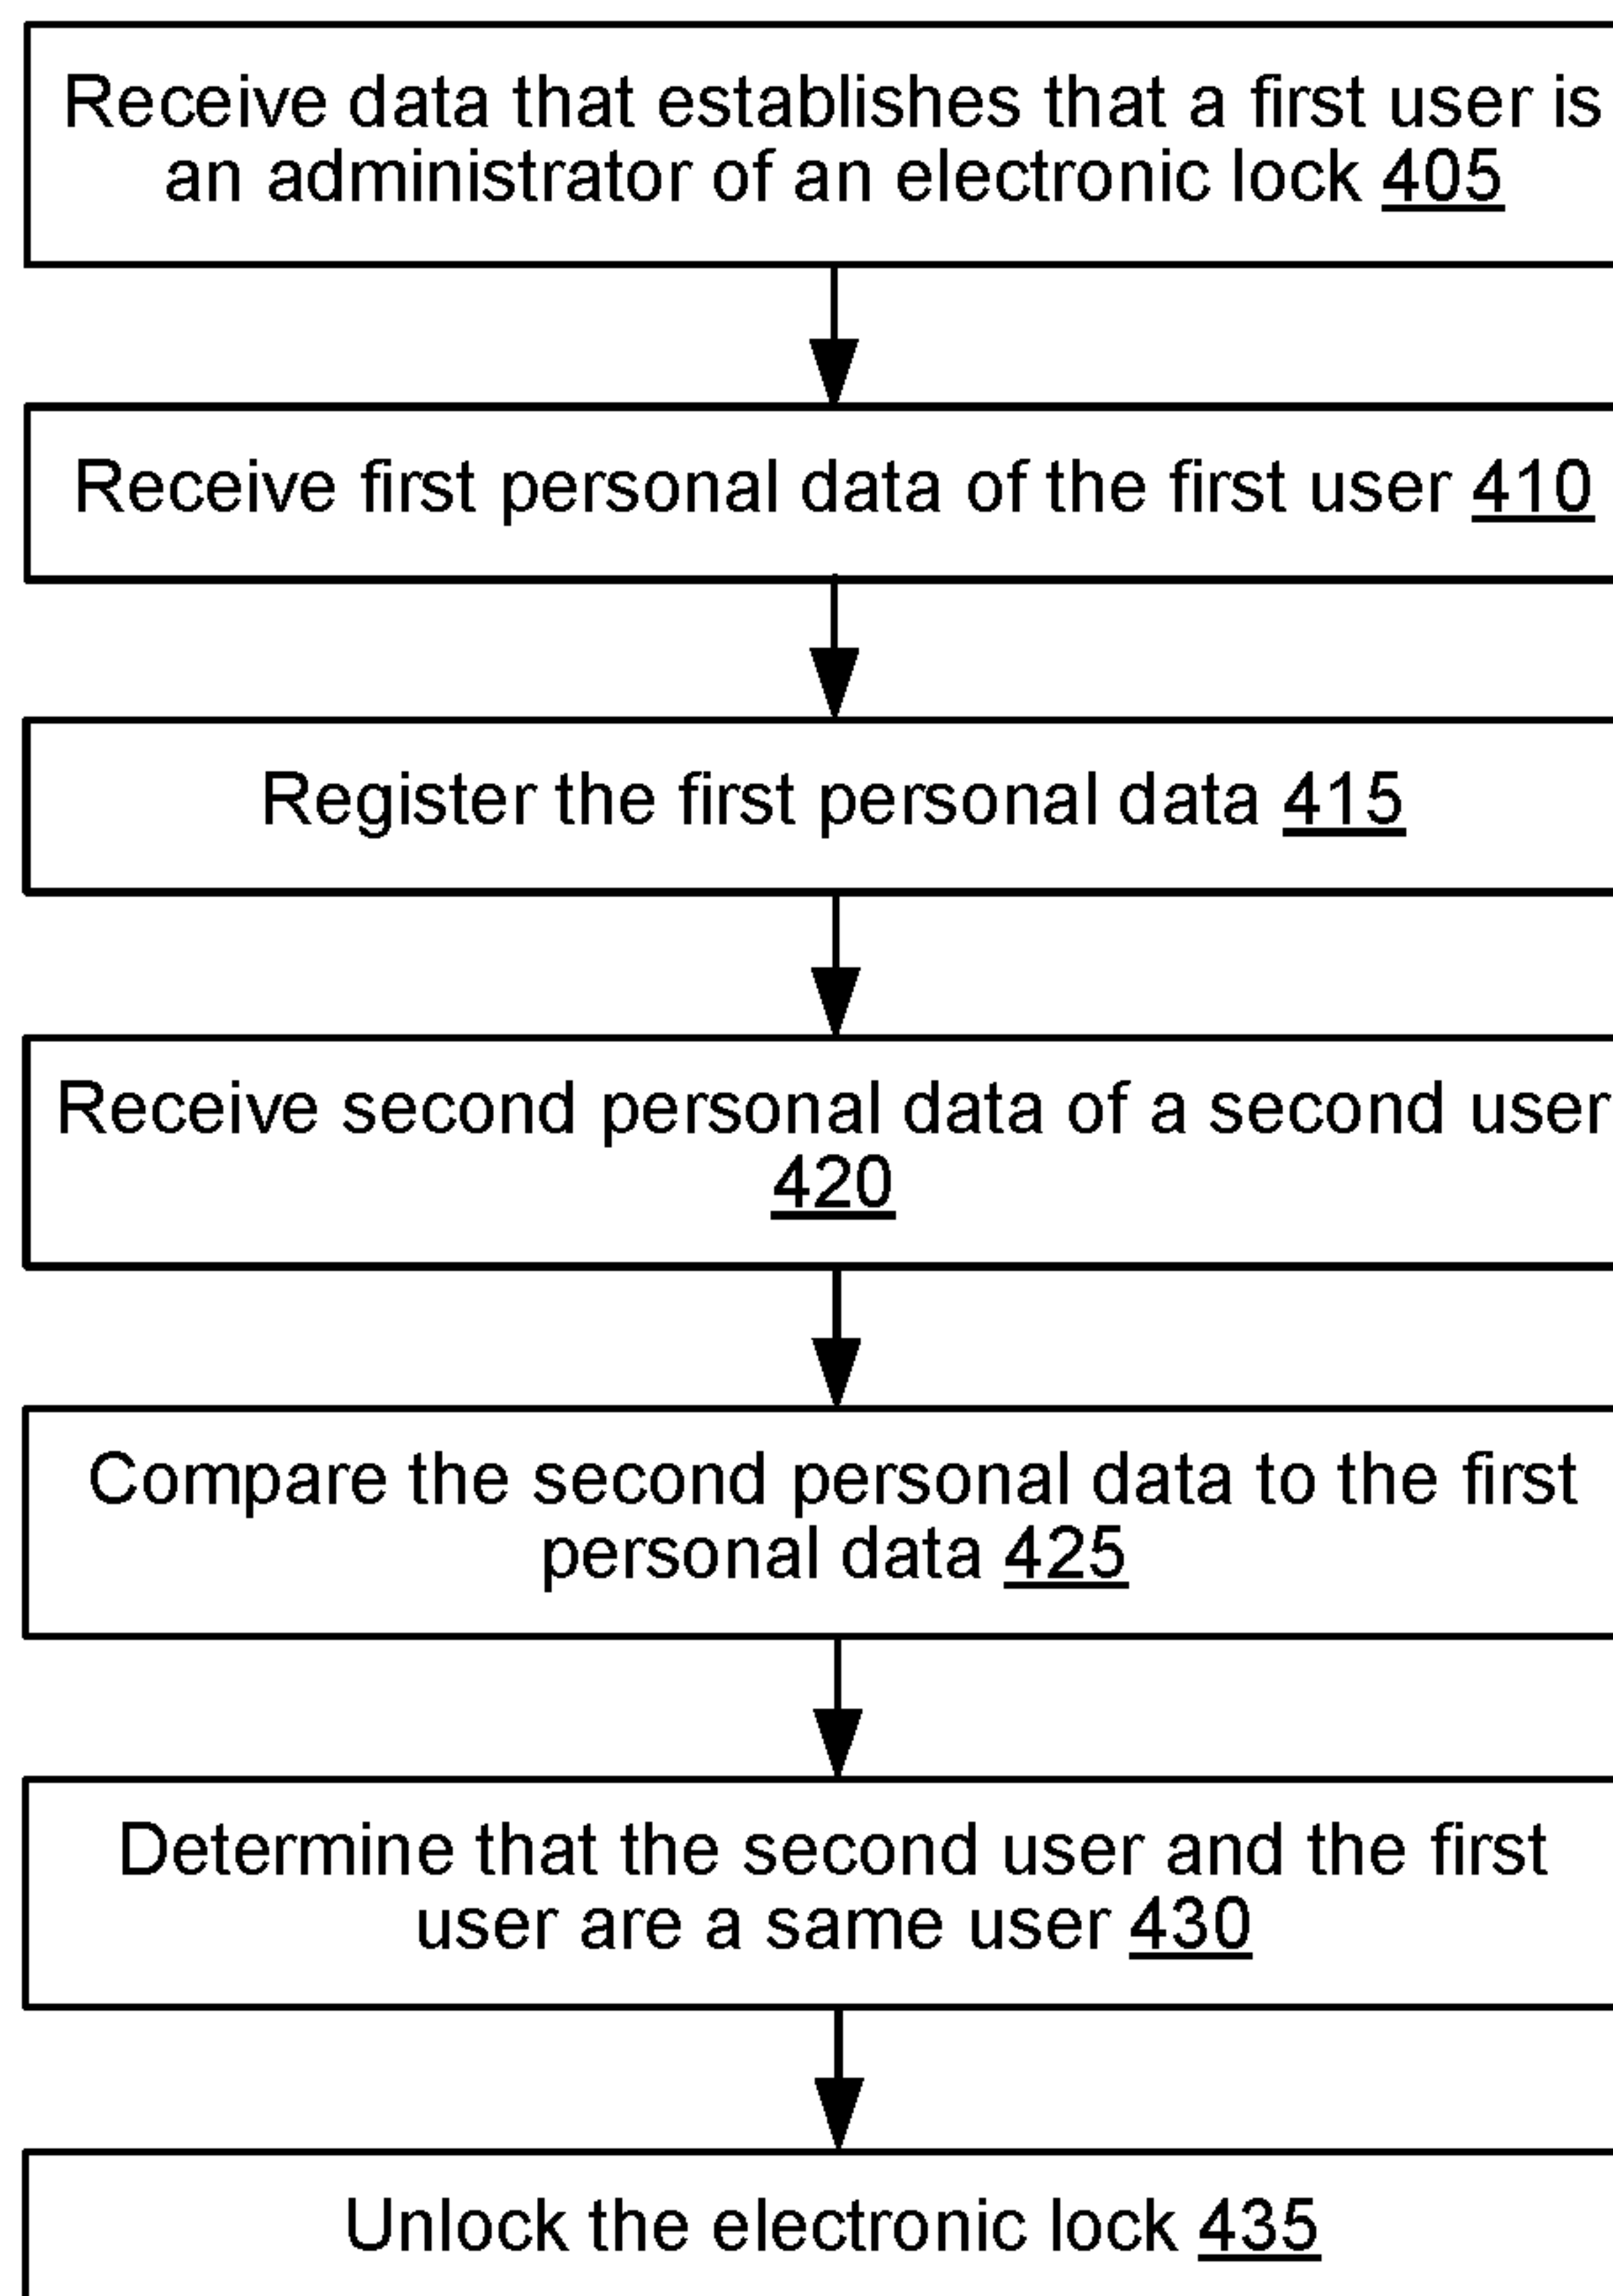 Receive data that establishes that a first user is
an administrator of an electronic lock 405
Receive first personal data of the first user 410
Register the first personal data 415
Receive second personal data of a second user
420
Compare the second personal data to the first
personal data 425
Determine that the second user and the first
user are a same user 430
Unlock the electronic lock 435